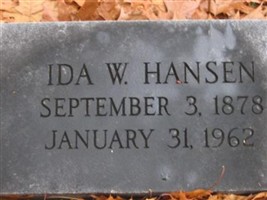 IDA W. HANSEN
SEPTEMBER 3, 1878
JANUARY 31, 1962